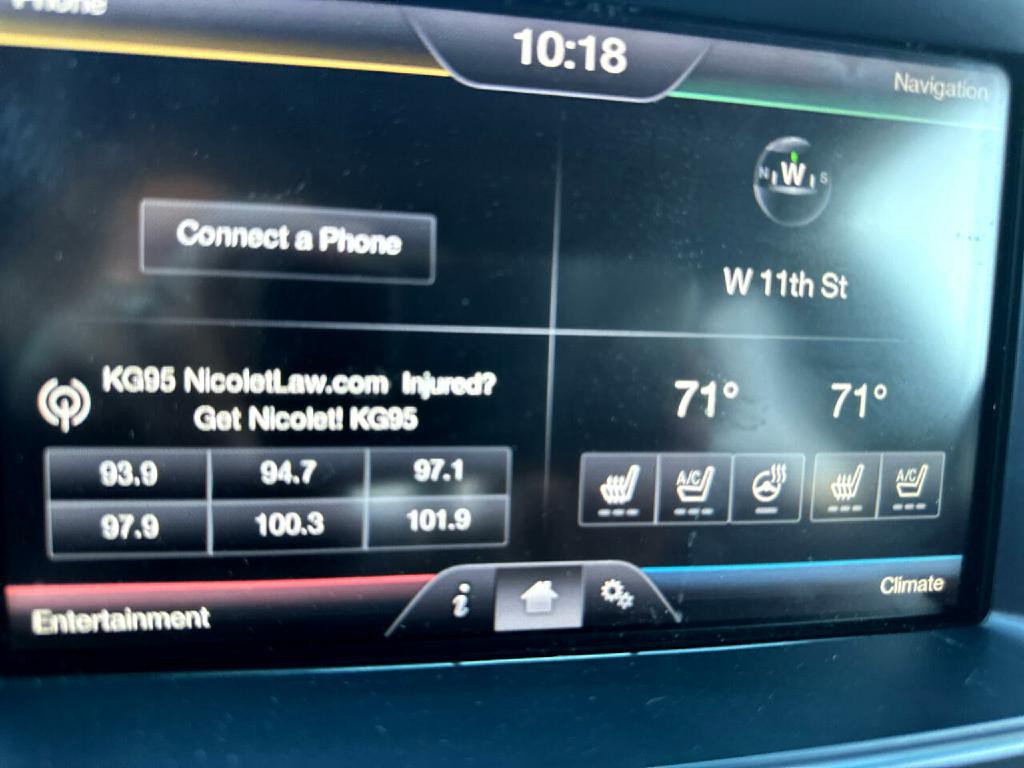 Phone
10:18
Navigation
N W S
Connect a Phone
W 11th St
KG95 NicoletLaw.com Injured?
Get Nicolet! KG95
71° 71°
93.9 94.7 97.1
97.9 100.3 101.9
A/C A/C
i
Climate
Entertainment